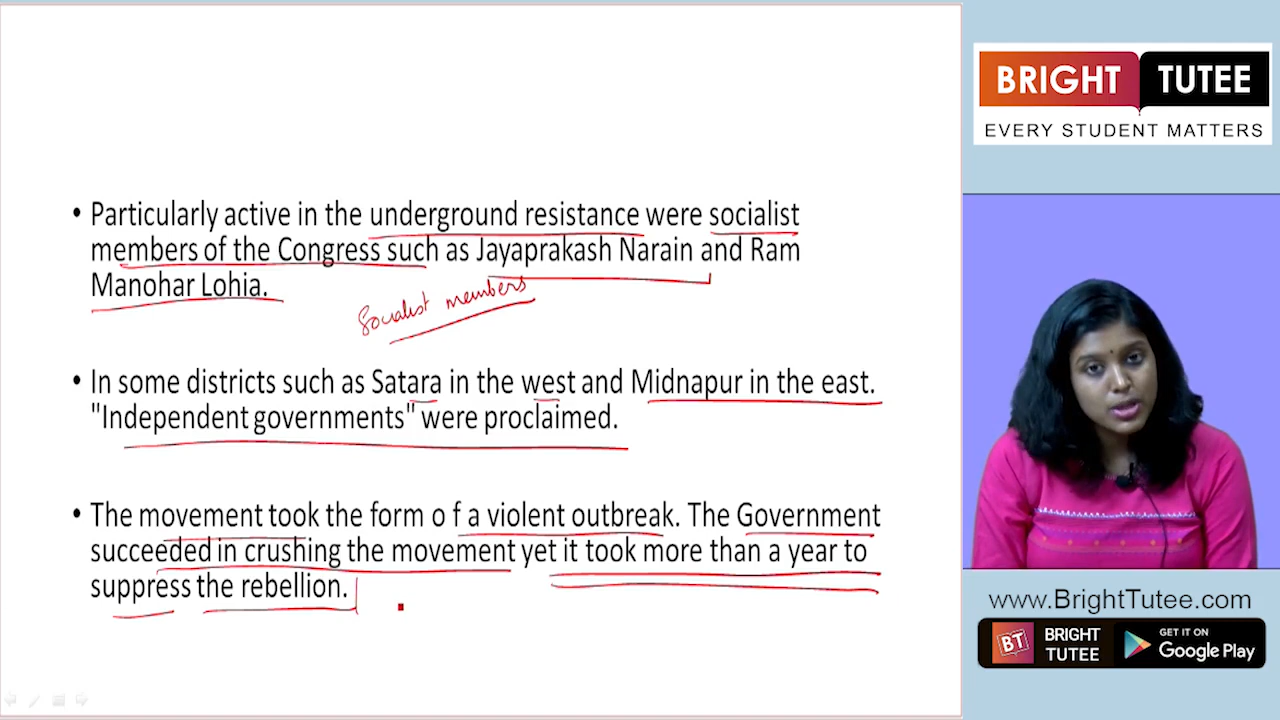 • Particularly active in the underground resistance were socialist
members of the Congress such as Jayaprakash Narain and Ram
Manohar Lohia.
Socialist members
• In some districts such as Satara in the west and Midnapur in the east.
"Independent governments" were proclaimed.
• The movement took the form o f a violent outbreak. The Government
succeeded in crushing the movement yet it took more than a year to
suppress the rebellion.
BRIGHT TUTEE
EVERY STUDENT MATTERS
www.BrightTutee.com
BT
BRIGHT
TUTEE
GET IT ON
Google Play